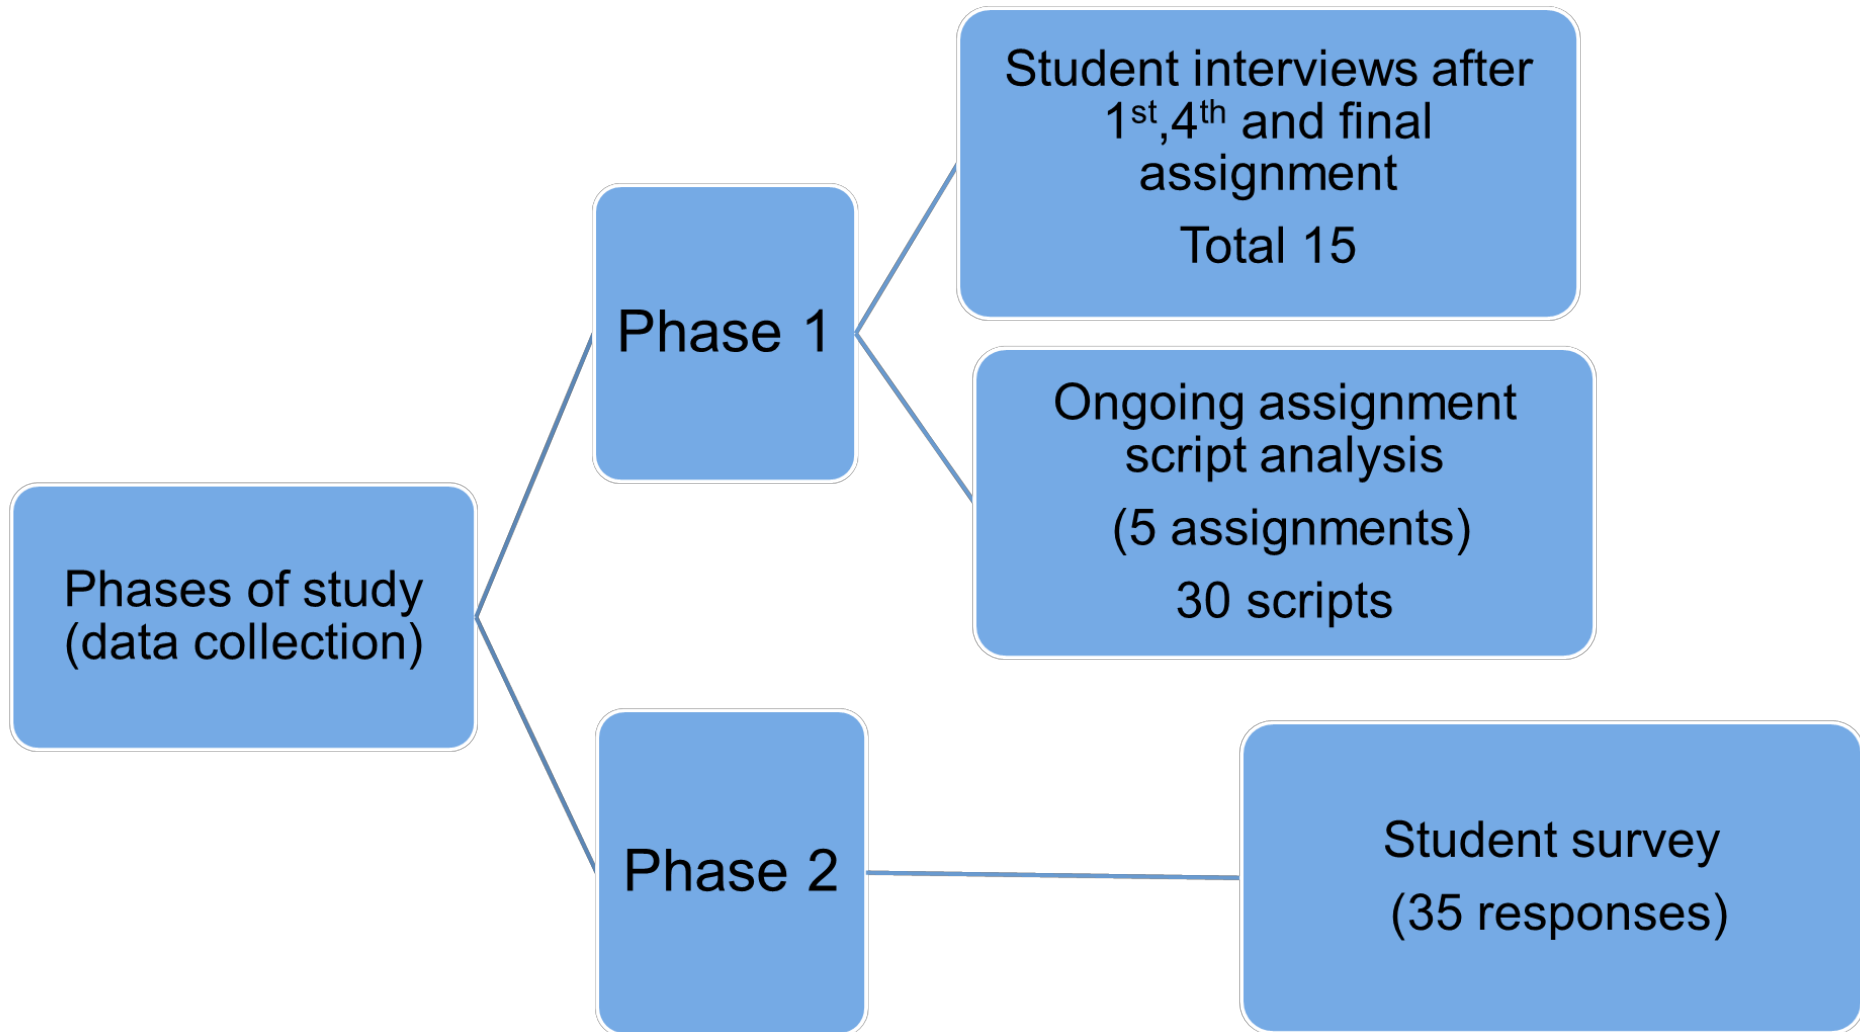 Student interviews after
1st,4th and final
assignment
Total 15
Phase 1
Ongoing assignment
script analysis
(5 assignments)
30 scripts
Phases of study
(data collection)
Phase 2
Student survey
(35 responses)